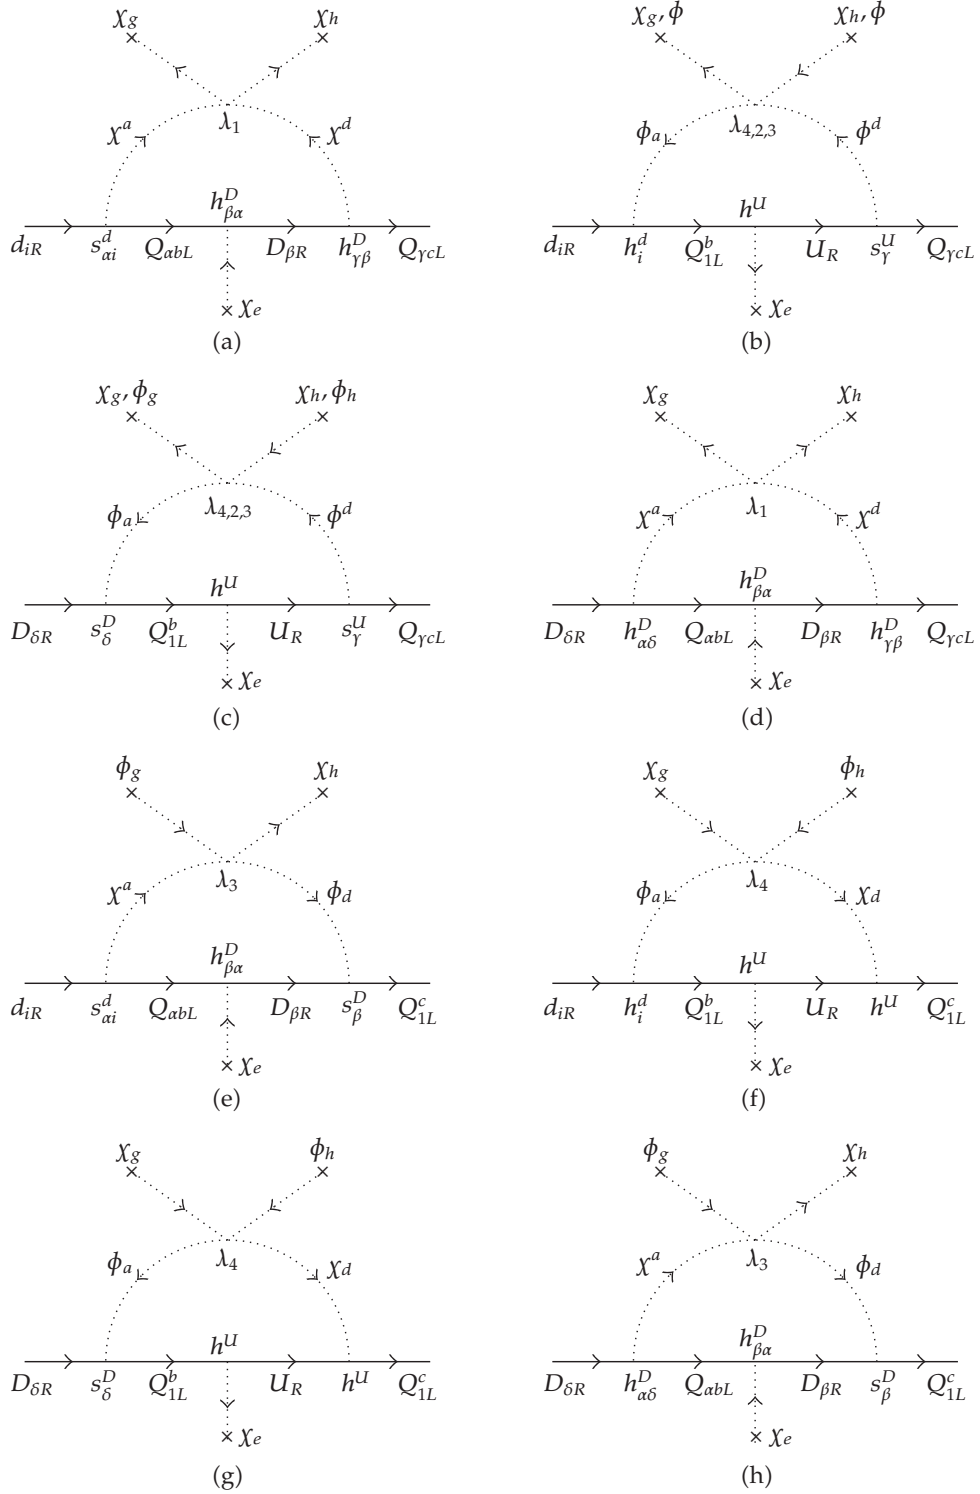 χg χh
χa λ1 χd
hDβα
diR sdαi QαbL DβR hDγβ QγcL
χe
(a)
χg, ϕ χh, ϕ
ϕa λ4,2,3 ϕd
hU
diR hdi Qb1L UR sUγ QγcL
χe
(b)
χg, ϕg χh, ϕh
ϕa λ4,2,3 ϕd
hU
DδR sDδ Qb1L UR sUγ QγcL
χe
(c)
χg χh
χa λ1 χd
hDβα
DδR hDαδ QαbL DβR hDγβ QγcL
χe
(d)
ϕg χh
χa λ3 ϕd
hDβα
diR sdαi QαbL DβR sDβ Qc1L
χe
(e)
χg ϕh
ϕa λ4 χd
hU
diR hdi Qb1L UR hU Qc1L
χe
(f)
χg ϕh
ϕa λ4 χd
hU
DδR sDδ Qb1L UR hU Qc1L
χe
(g)
ϕg χh
χa λ3 ϕd
hDβα
DδR hDαδ QαbL DβR sDβ Qc1L
χe
(h)